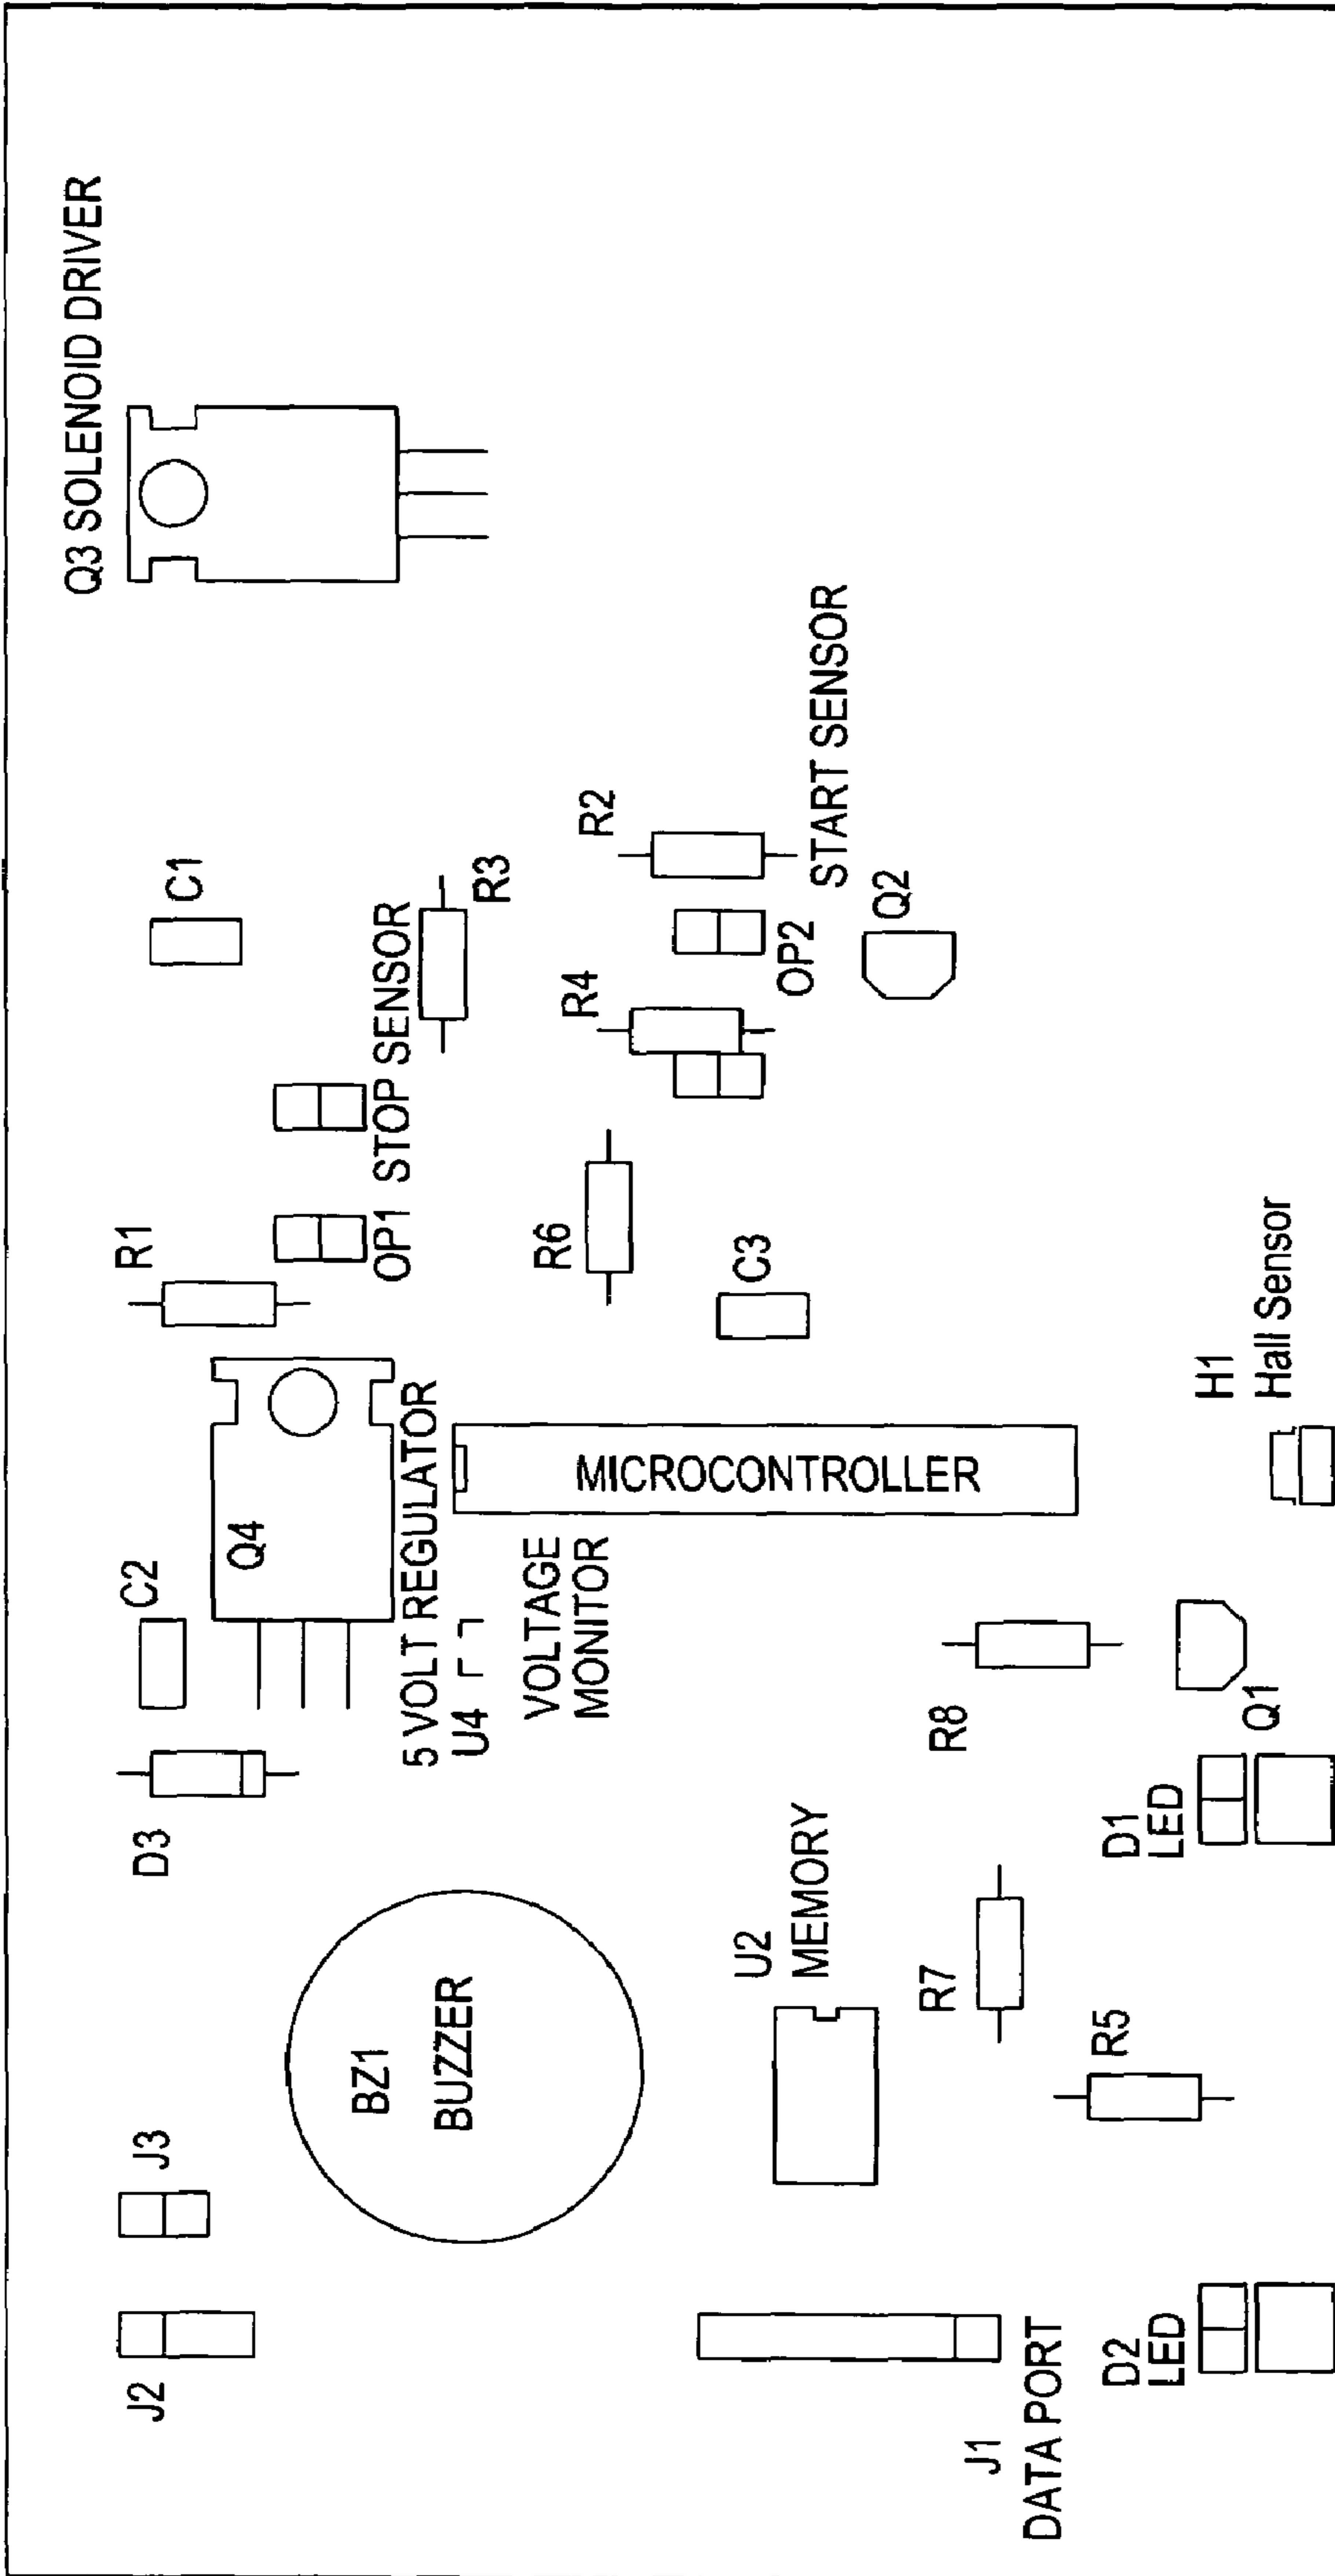 Q3 SOLENOID DRIVER
J2
J3
D3
C2
R1
C1
Q4
BZ1
BUZZER
5 VOLT REGULATOR
OP1 STOP SENSOR
U4
R3
VOLTAGE
MONITOR
R6
R4
R2
MICROCONTROLLER
U2
MEMORY
C3
OP2
START SENSOR
Q2
R7
R8
J1
DATA PORT
R5
D2
LED
D1
LED
Q1
H1
Hall Sensor